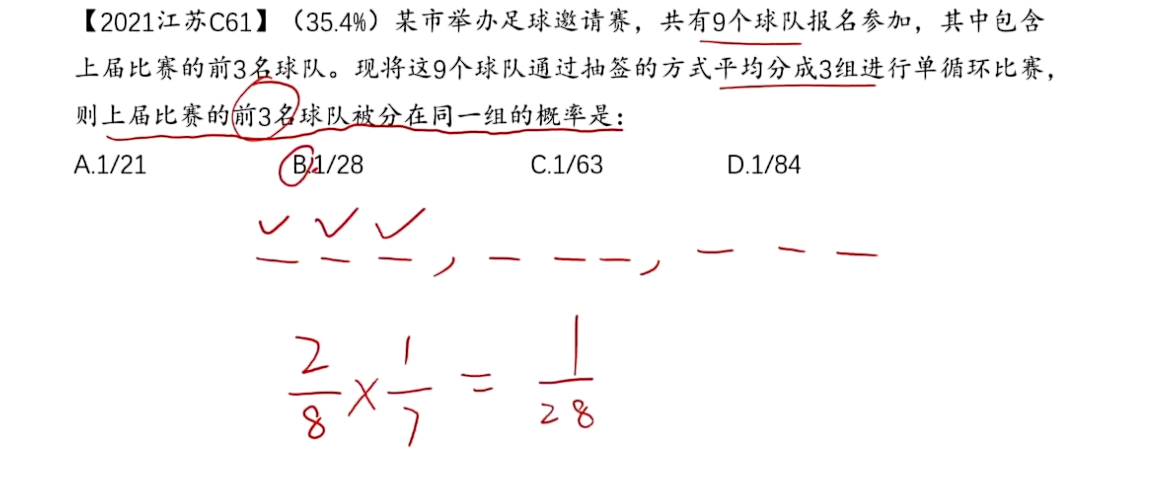 【2021江苏C61】（35.4%）某市举办足球邀请赛，共有9个球队报名参加，其中包含
上届比赛的前3名球队。现将这9个球队通过抽签的方式平均分成3组进行单循环比赛，
则上届比赛的前3名球队被分在同一组的概率是：
A.1/21 B.1/28 C.1/63 D.1/84
2/8 × 1/7 = 1/28